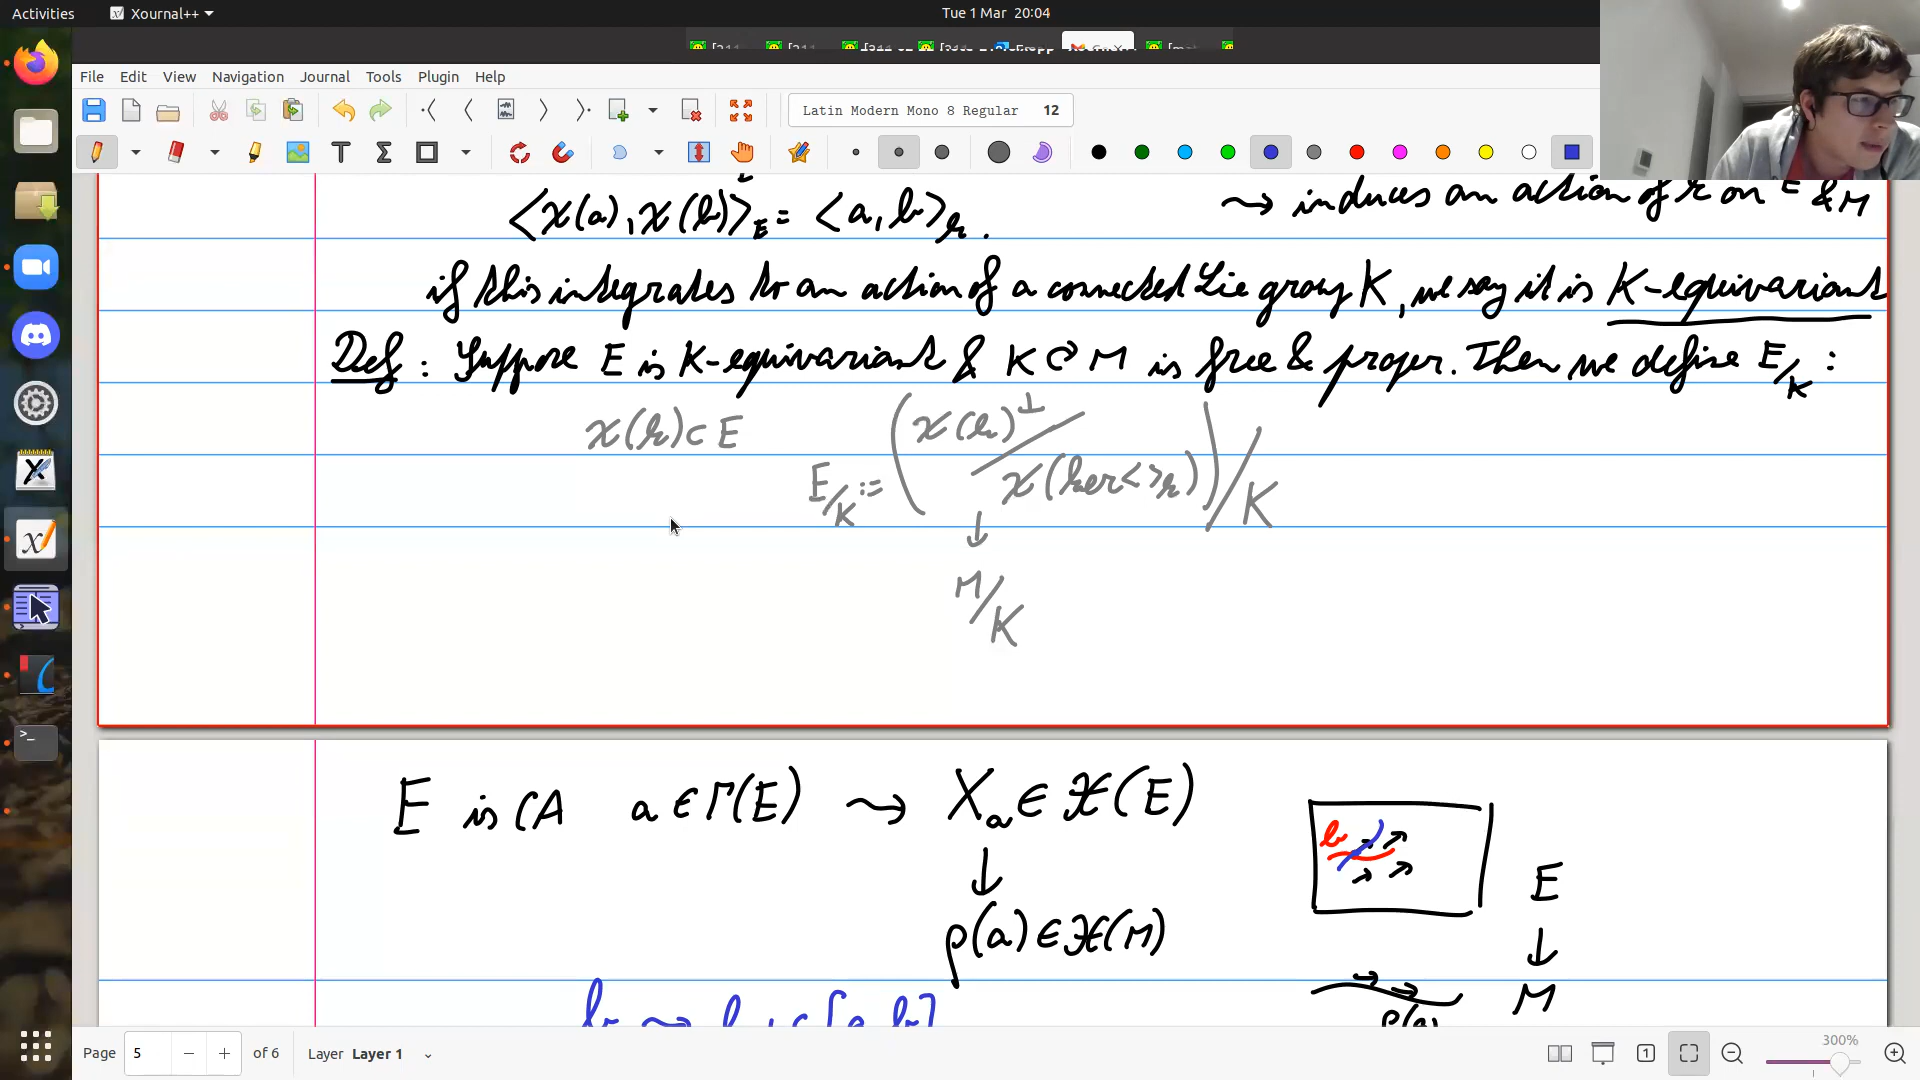 Activities
Xournal++
Tue 1 Mar 20:04
File Edit View Navigation Journal Tools Plugin Help
Latin Modern Mono 8 Regular 12
⟨χ(a), χ(b)⟩_E = ⟨a, b⟩_k .
⇝ induces an action of k on E & M
if this integrates to an action of a connected Lie group K, we say it is K-equivariant
Def : Suppose E is K-equivariant & K ↻ M is free & proper. Then we define E/K :
χ(k) ⊂ E
E/K := (χ(k)^⊥ / χ(ker< >_k)) / K
↓
M/K
E is CA a ∈ Γ(E) ⇝ X_a ∈ 𝔛(E)
↓
ρ(a) ∈ 𝔛(M)
b
E
↓
M
ρ(a)
b ⇝ b + ε[a, b]
Page 5 of 6 Layer Layer 1
300%